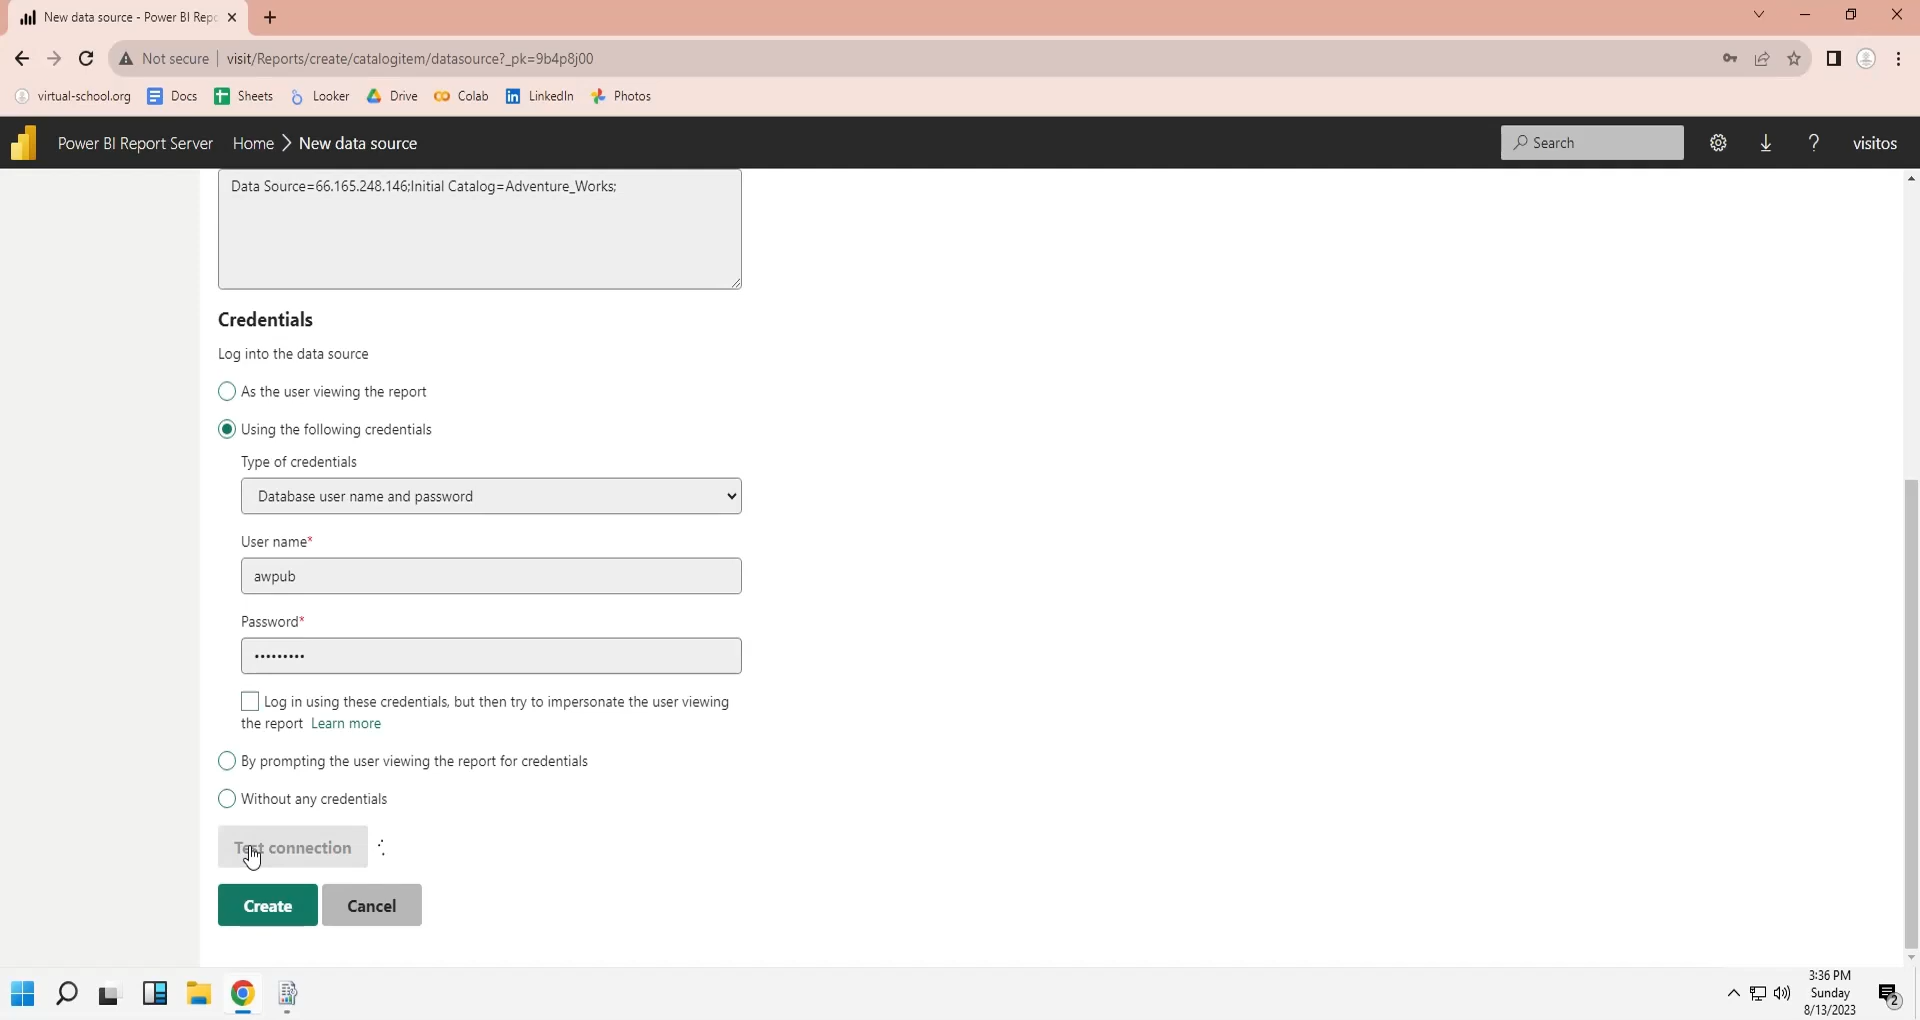 New data source - Power BI Repo
Not secure
visit/Reports/create/catalogitem/datasource?_pk=9b4p8j00
virtual-school.org
Docs
Sheets
Looker
Drive
Colab
LinkedIn
Photos
Power BI Report Server
Home
New data source
Search
visitos
Data Source=66.165.248.146;Initial Catalog=Adventure_Works;
Credentials
Log into the data source
As the user viewing the report
Using the following credentials
Type of credentials
Database user name and password
User name*
awpub
Password*
•••••••••
Log in using these credentials, but then try to impersonate the user viewing
the report Learn more
By prompting the user viewing the report for credentials
Without any credentials
Test connection
Create
Cancel
3:36 PM
Sunday
8/13/2023
2